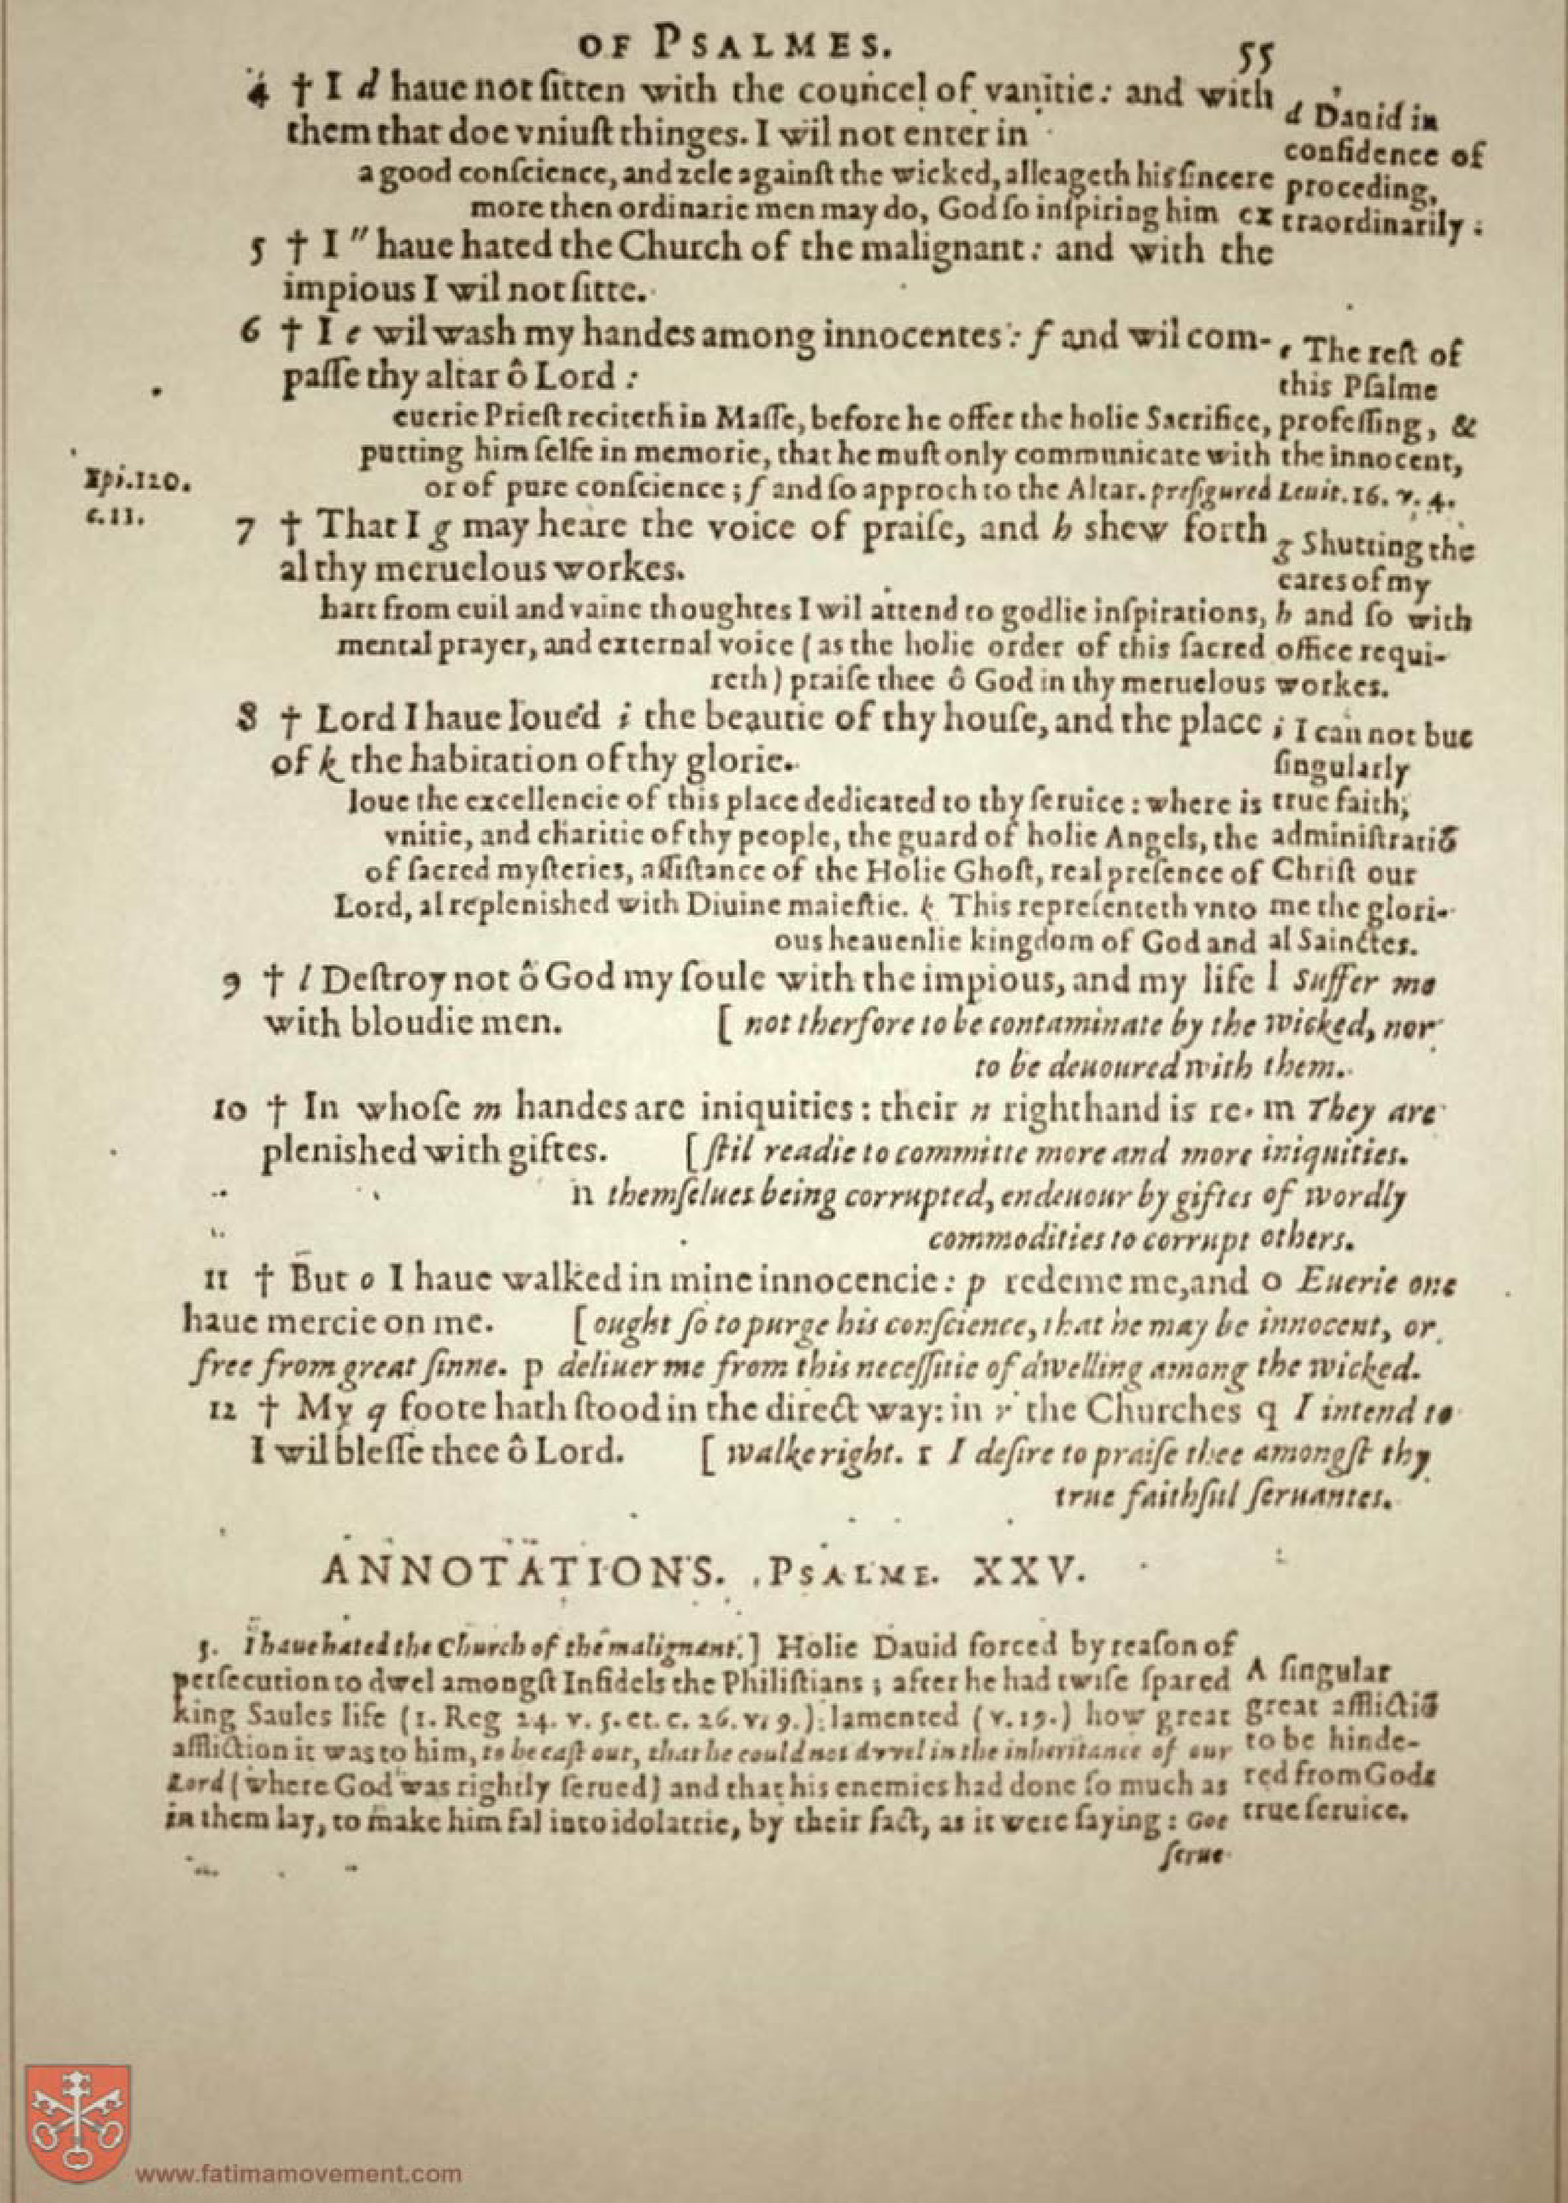 OF PSALMES. 55
4 † I d haue not ſitten with the councel of vanitie: and with
d Dauid in
them that doe vniuſt thinges. I wil not enter in
confidence of
a good conſcience, and zele againſt the wicked, alleageth his ſincere proceding,
more then ordinarie men may do, God ſo inſpiring him extraordinarily:
5 † I " haue hated the Church of the malignant: and with the
impious I wil not ſitte.
6 † I e wil waſh my handes among innocentes: f and wil com-
e The reſt of
paſſe thy altar ô Lord:
this Pſalme
euerie Prieſt reciteth in Maſſe, before he offer the holie Sacrifice, profeſſing, &
putting him ſelfe in memorie, that he muſt only communicate with the innocent,
Epi.120.
or of pure conſcience; f and ſo approch to the Altar. prefigured Leuit. 16. v. 4.
c.11.
7 † That I g may heare the voice of praiſe, and h shew forth
g Shutting the
al thy meruelous workes.
eares of my
hart from euil and vaine thoughtes I wil attend to godlie inſpirations, h and ſo with
mental prayer, and external voice (as the holie order of this ſacred office requi-
reth) praiſe thee ô God in thy meruelous workes.
8 † Lord I haue loued i the beautie of thy houſe, and the place
i I can not but
of k the habitation of thy glorie.
ſingularly
loue the excellencie of this place dedicated to thy ſeruice: where is true faith,
vnitie, and charitie of thy people, the guard of holie Angels, the adminiſtratiõ
of ſacred myſteries, aſſiſtance of the Holie Ghoſt, real preſence of Chriſt our
Lord, al replenished with Diuine maieſtie. k This repreſenteth vnto me the glori-
ous heauenlie kingdom of God and al Sainctes.
9 † l Deſtroy not ô God my ſoule with the impious, and my life l Suffer me
with bloudie men. [ not therfore to be contaminate by the wicked, nor
to be deuoured with them.
10 † In whoſe m handes are iniquities: their n righthand is re- m They are
plenished with giftes. [ ſtil readie to committe more and more iniquities.
n themſelues being corrupted, endeuour by giftes of wordly
commodities to corrupt others.
11 † But o I haue walked in mine innocencie: p redeme me, and o Euerie one
haue mercie on me. [ ought ſo to purge his conſcience, that he may be innocent, or
free from great ſinne. p deliuer me from this neceſſitie of dwelling among the wicked.
12 † My q foote hath ſtood in the direct way: in r the Churches q I intend to
I wil bleſſe thee ô Lord. [ walke right. r I deſire to praiſe thee amongſt thy
true faithful ſeruantes.
ANNOTATIONS. PSALME. XXV.
5. I haue hated the Church of the malignant.] Holie Dauid forced by reaſon of
perſecution to dwel amongſt Infidels the Philiſtians; after he had twiſe ſpared
A ſingular
king Saules life (1. Reg 24. v. 5. et. c. 26. v. 9.) lamented (v.19.) how great
great afflictiõ
affliction it was to him, to be caſt out, that he could not dvvel in the inheritance of our
to be hinde-
Lord (where God was rightly ſerued) and that his enemies had done ſo much as
red from Gods
in them lay, to make him fal into idolatrie, by their fact, as it were ſaying: Goe
true ſeruice.
ſerue
www.fatimamovement.com